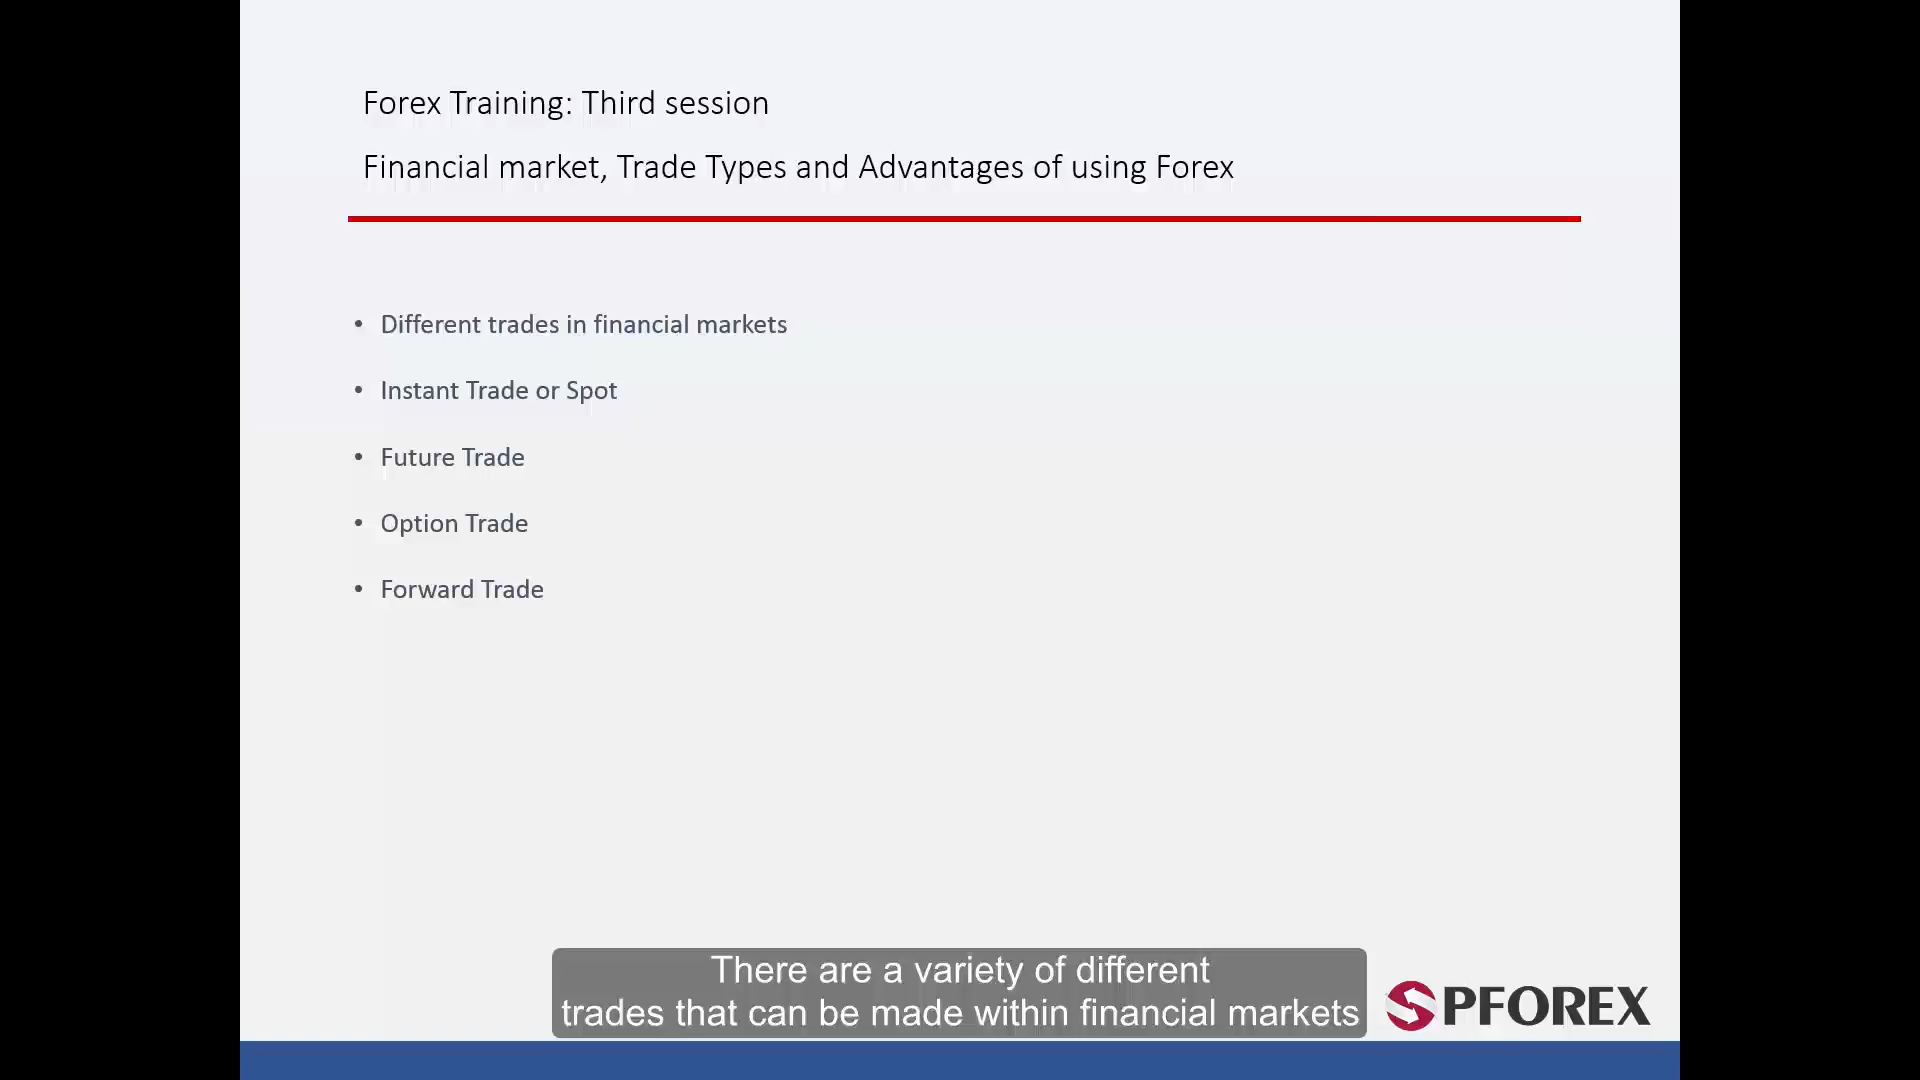 Forex Training: Third session
Financial market, Trade Types and Advantages of using Forex
• Different trades in financial markets
• Instant Trade or Spot
• Future Trade
• Option Trade
• Forward Trade
There are a variety of different
trades that can be made within financial markets
PFOREX